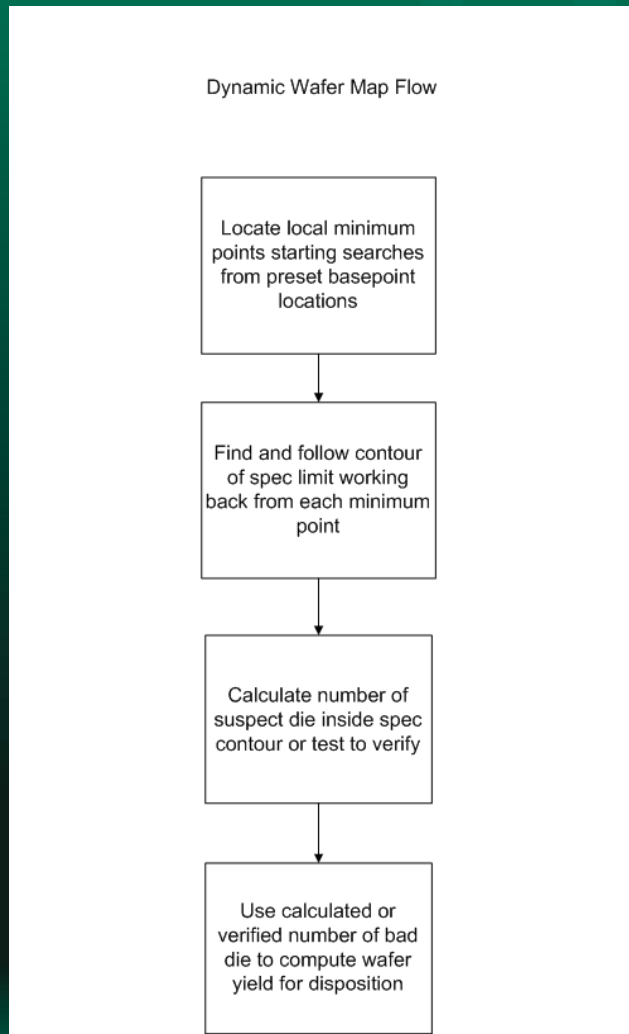 Dynamic Wafer Map Flow
Locate local minimum
points starting searches
from preset basepoint
locations
Find and follow contour
of spec limit working
back from each minimum
point
Calculate number of
suspect die inside spec
contour or test to verify
Use calculated or
verified number of bad
die to compute wafer
yield for disposition